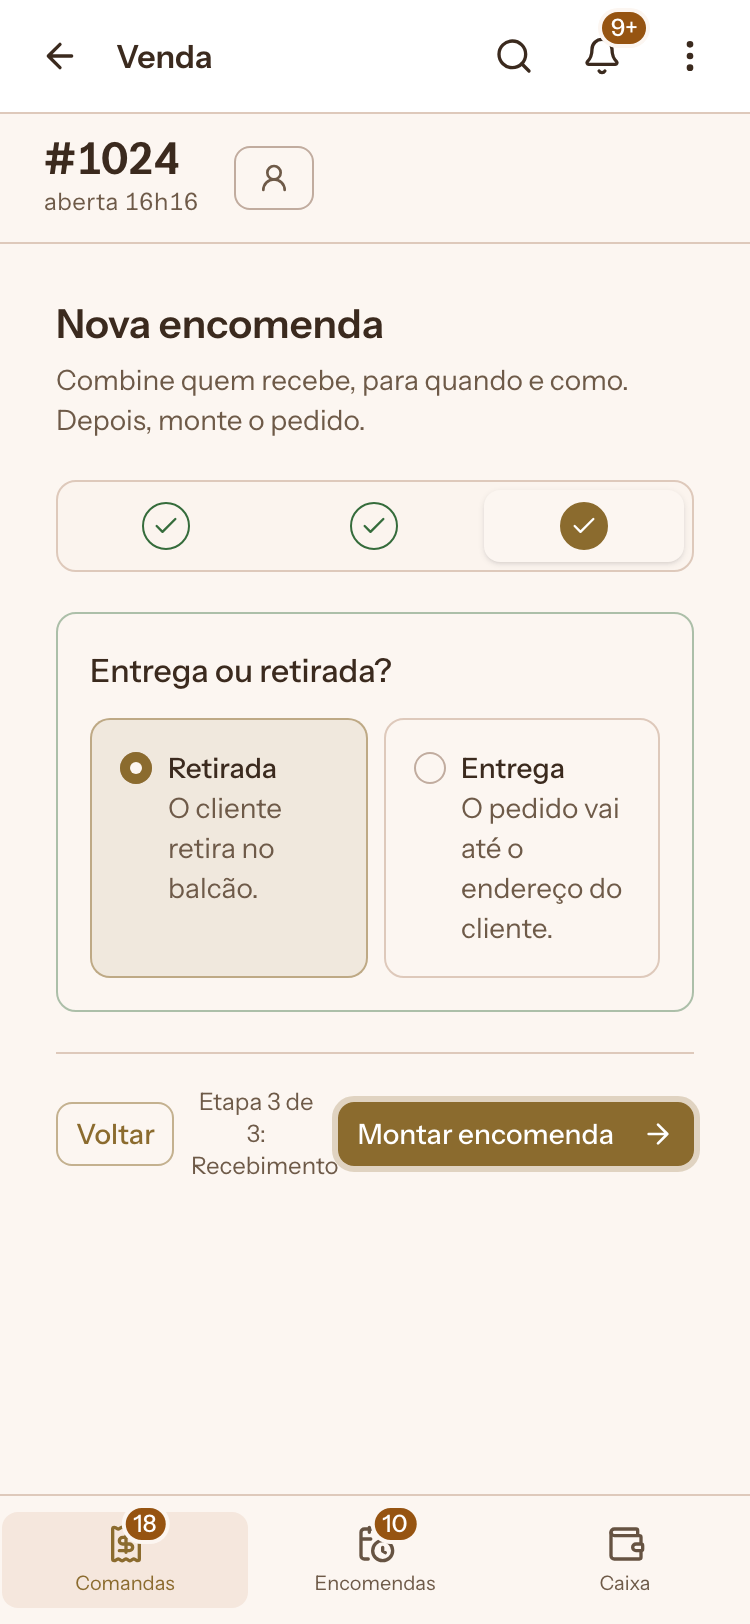 Venda
9+
#1024
aberta 16h16
Nova encomenda
Combine quem recebe, para quando e como.
Depois, monte o pedido.
Entrega ou retirada?
Retirada
O cliente
retira no
balcão.
Entrega
O pedido vai
até o
endereço do
cliente.
Voltar
Etapa 3 de
3:
Recebimento
Montar encomenda
18
Comandas
10
Encomendas
Caixa